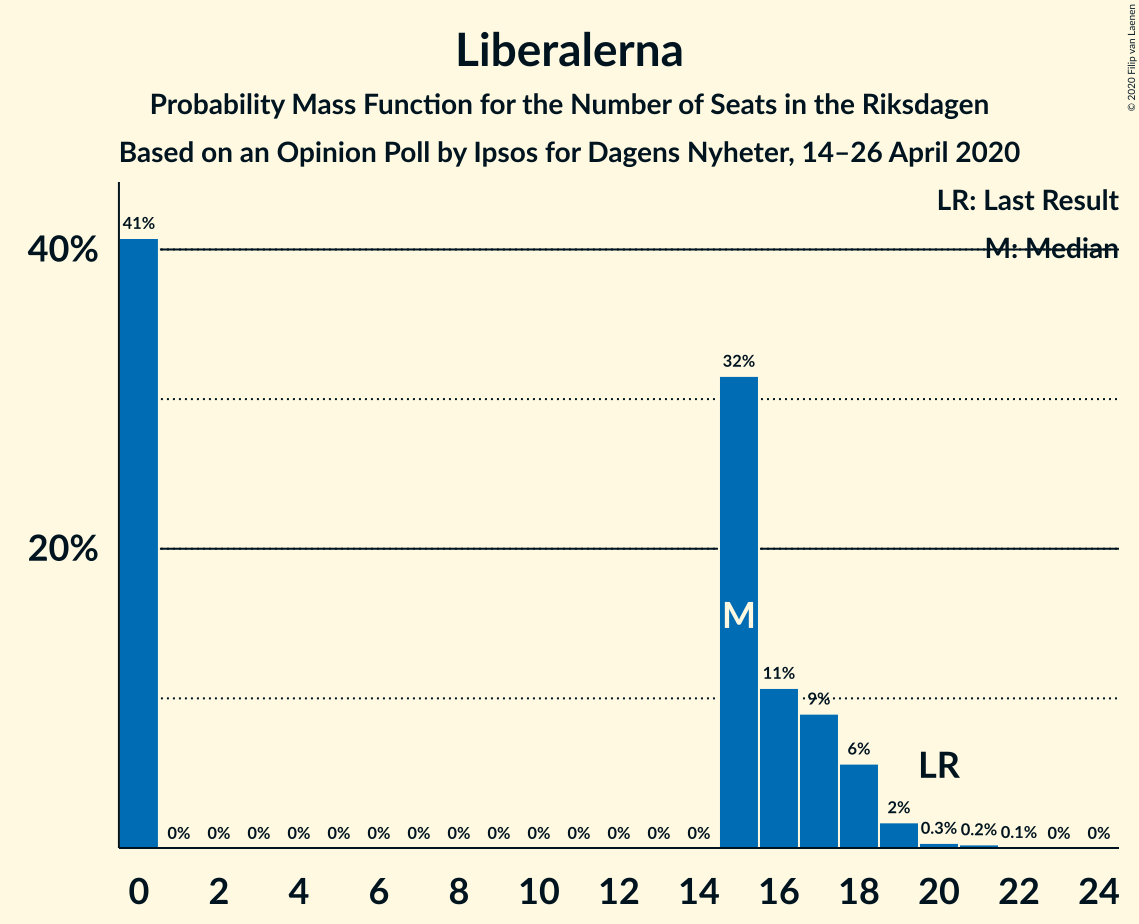 Liberalerna
Probability Mass Function for the Number of Seats in the Riksdagen
Based on an Opinion Poll by Ipsos for Dagens Nyheter, 14–26 April 2020
© 2020 Filip van Laenen
LR: Last Result
M: Median
40%
20%
41%
0% 0% 0% 0% 0% 0% 0% 0% 0% 0% 0% 0% 0% 0%
32%
M
11%
9%
6%
LR
2%
0.3% 0.2% 0.1% 0% 0%
0 2 4 6 8 10 12 14 16 18 20 22 24